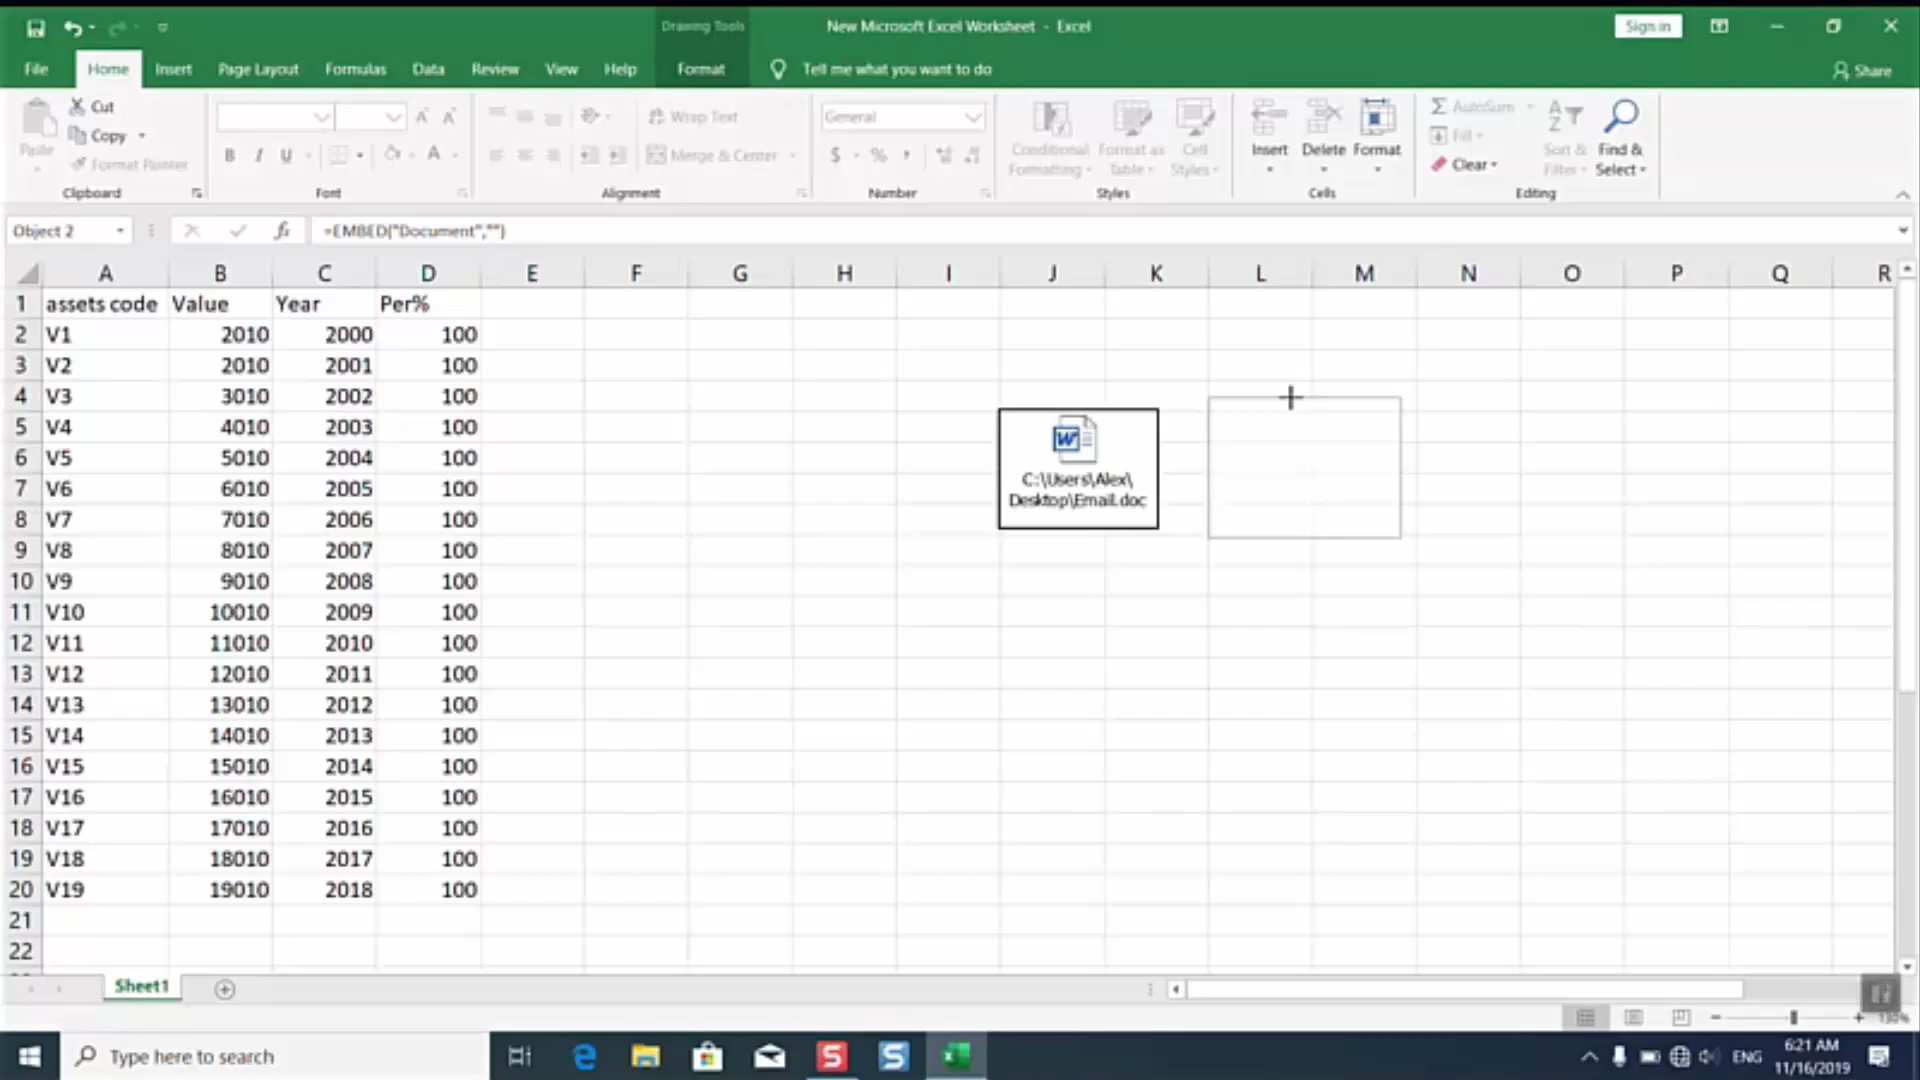 Drawing Tools
New Microsoft Excel Worksheet - Excel
Sign in
File Home Insert Page Layout Formulas Data Review View Help Format Tell me what you want to do Share
Paste
Cut
Copy
Format Painter
Clipboard
B I U A
Font
Wrap Text
Merge & Center
Alignment
General
$ % ,
Number
Conditional Formatting
Format as Table
Cell Styles
Styles
Insert Delete Format
Cells
AutoSum
Fill
Clear
Sort & Filter
Find & Select
Editing
Object 2 fx =EMBED("Document","")
A B C D E F G H I J K L M N O P Q R
1 assets code Value Year Per%
2 V1 2010 2000 100
3 V2 2010 2001 100
4 V3 3010 2002 100
5 V4 4010 2003 100
6 V5 5010 2004 100
7 V6 6010 2005 100
8 V7 7010 2006 100
9 V8 8010 2007 100
10 V9 9010 2008 100
11 V10 10010 2009 100
12 V11 11010 2010 100
13 V12 12010 2011 100
14 V13 13010 2012 100
15 V14 14010 2013 100
16 V15 15010 2014 100
17 V16 16010 2015 100
18 V17 17010 2016 100
19 V18 18010 2017 100
20 V19 19010 2018 100
21
22
C:\Users\Alex\
Desktop\Email.doc
Sheet1
130%
Type here to search
ENG
6:21 AM
11/16/2019